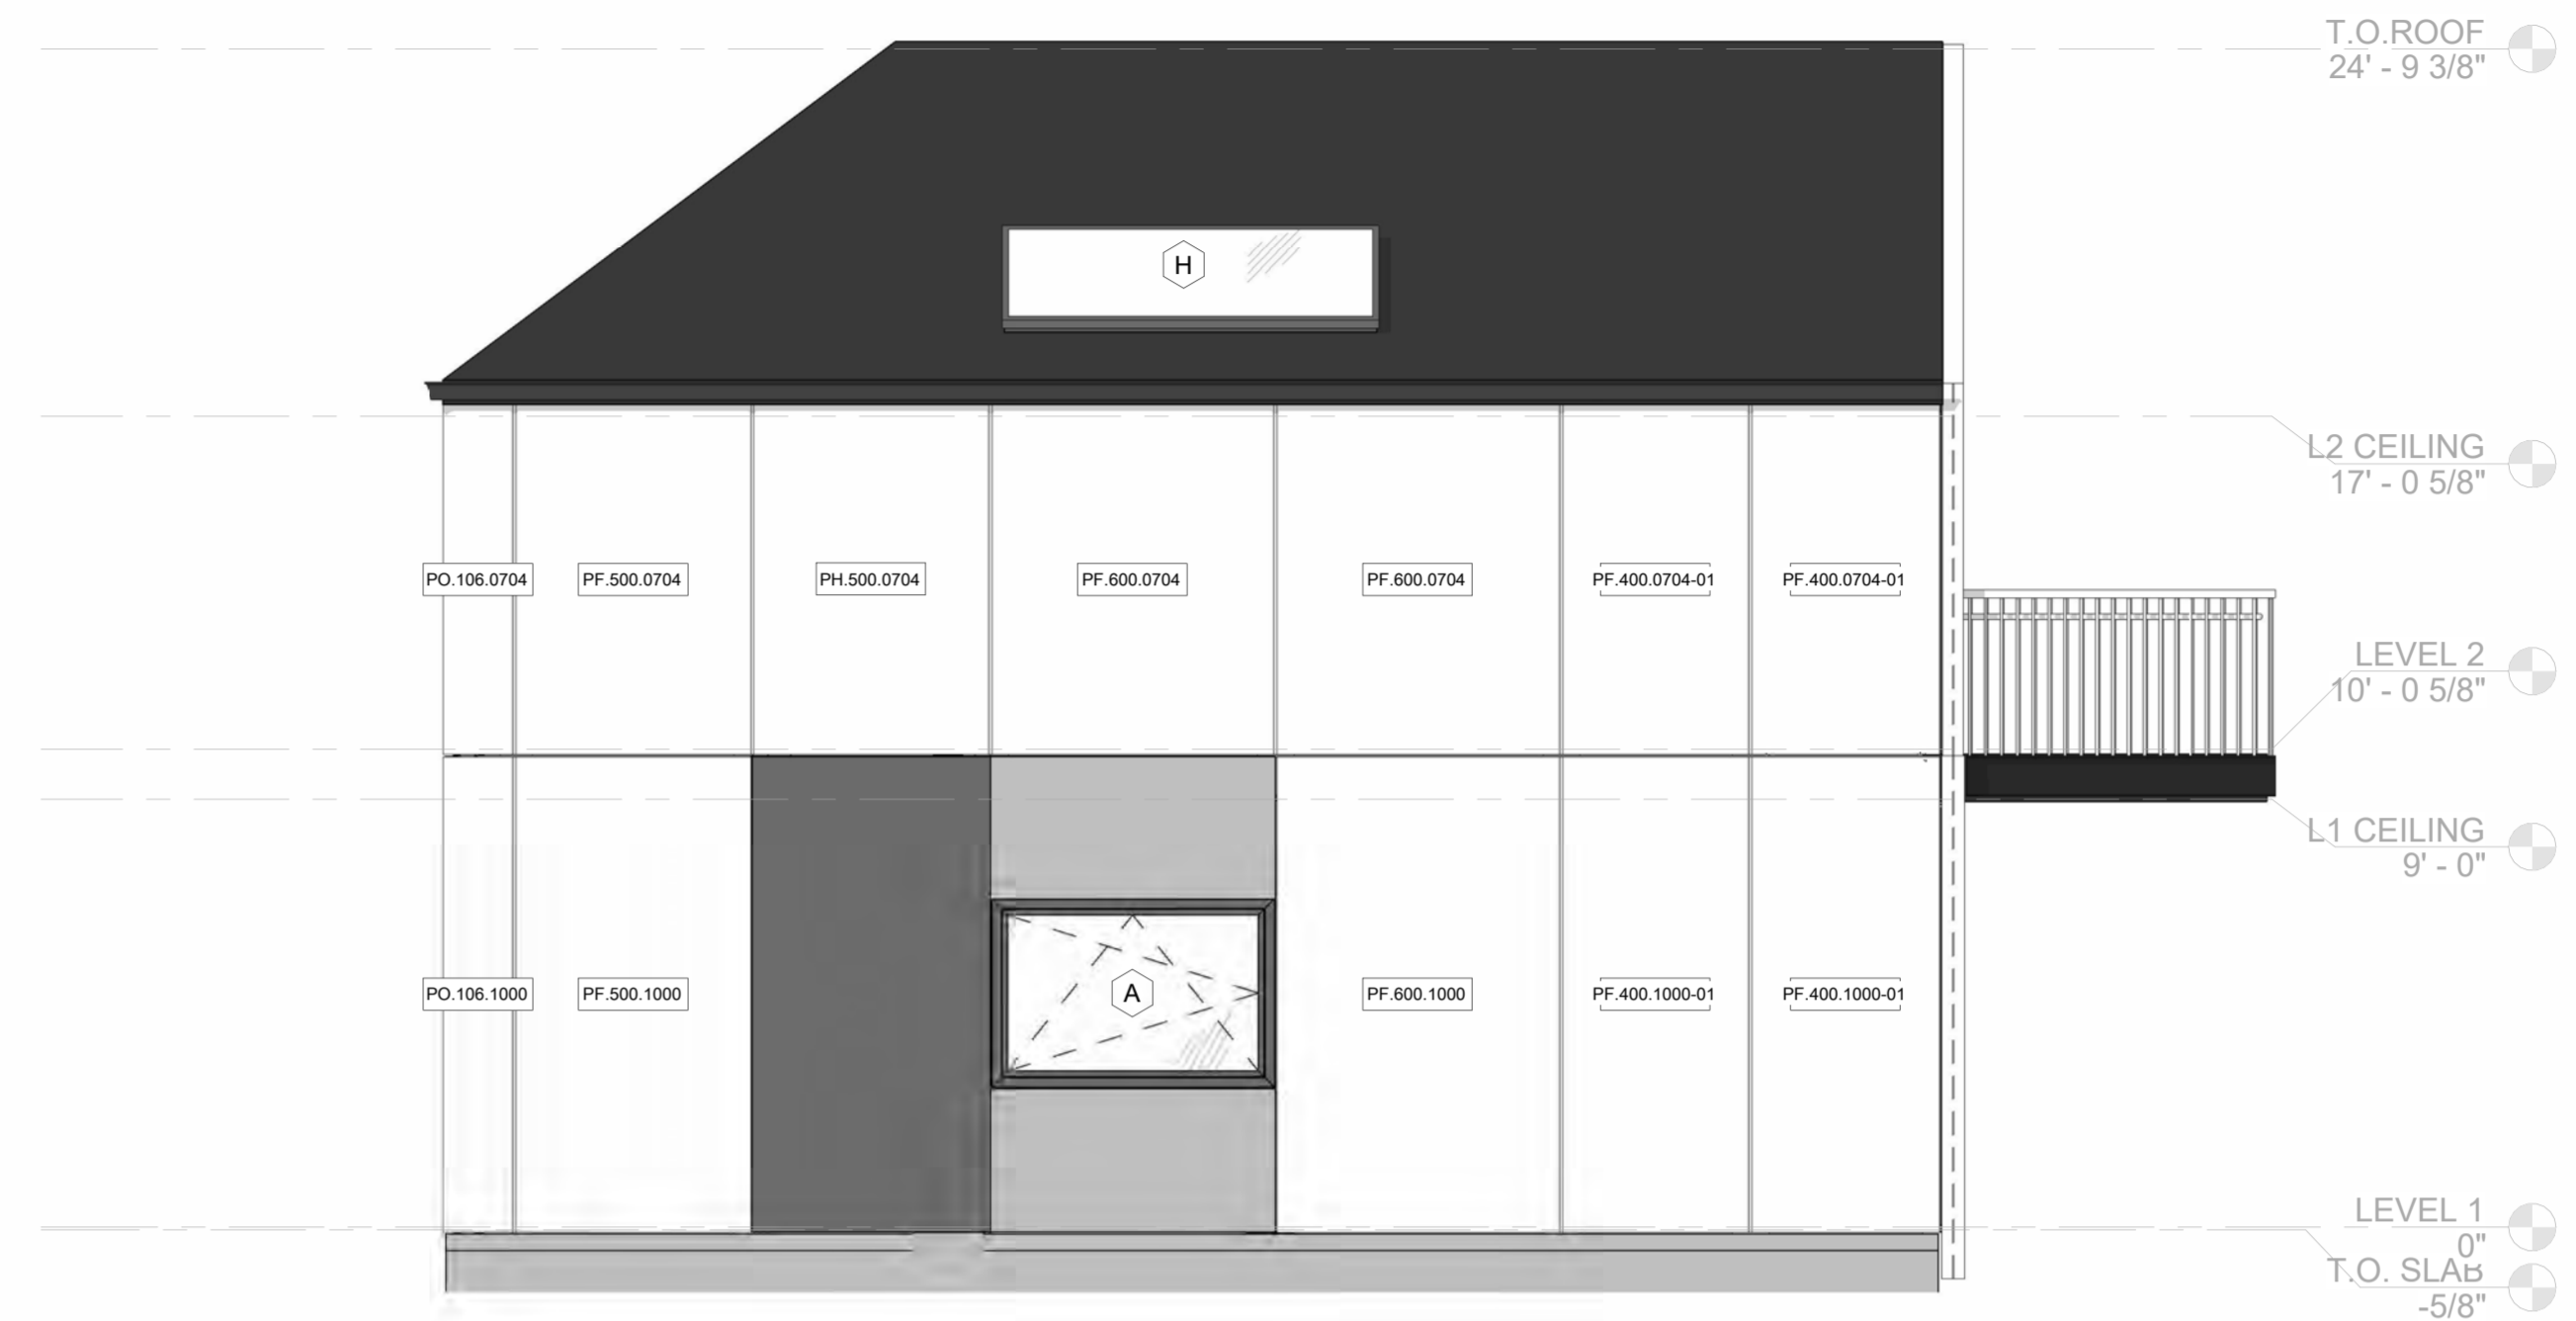 T.O.ROOF
24' - 9 3/8"
H
L2 CEILING
17' - 0 5/8"
PO.106.0704 PF.500.0704 PH.500.0704 PF.600.0704 PF.600.0704 PF.400.0704-01 PF.400.0704-01
LEVEL 2
10' - 0 5/8"
L1 CEILING
9' - 0"
PO.106.1000 PF.500.1000 A PF.600.1000 PF.400.1000-01 PF.400.1000-01
LEVEL 1
0"
T.O. SLAB
-5/8"